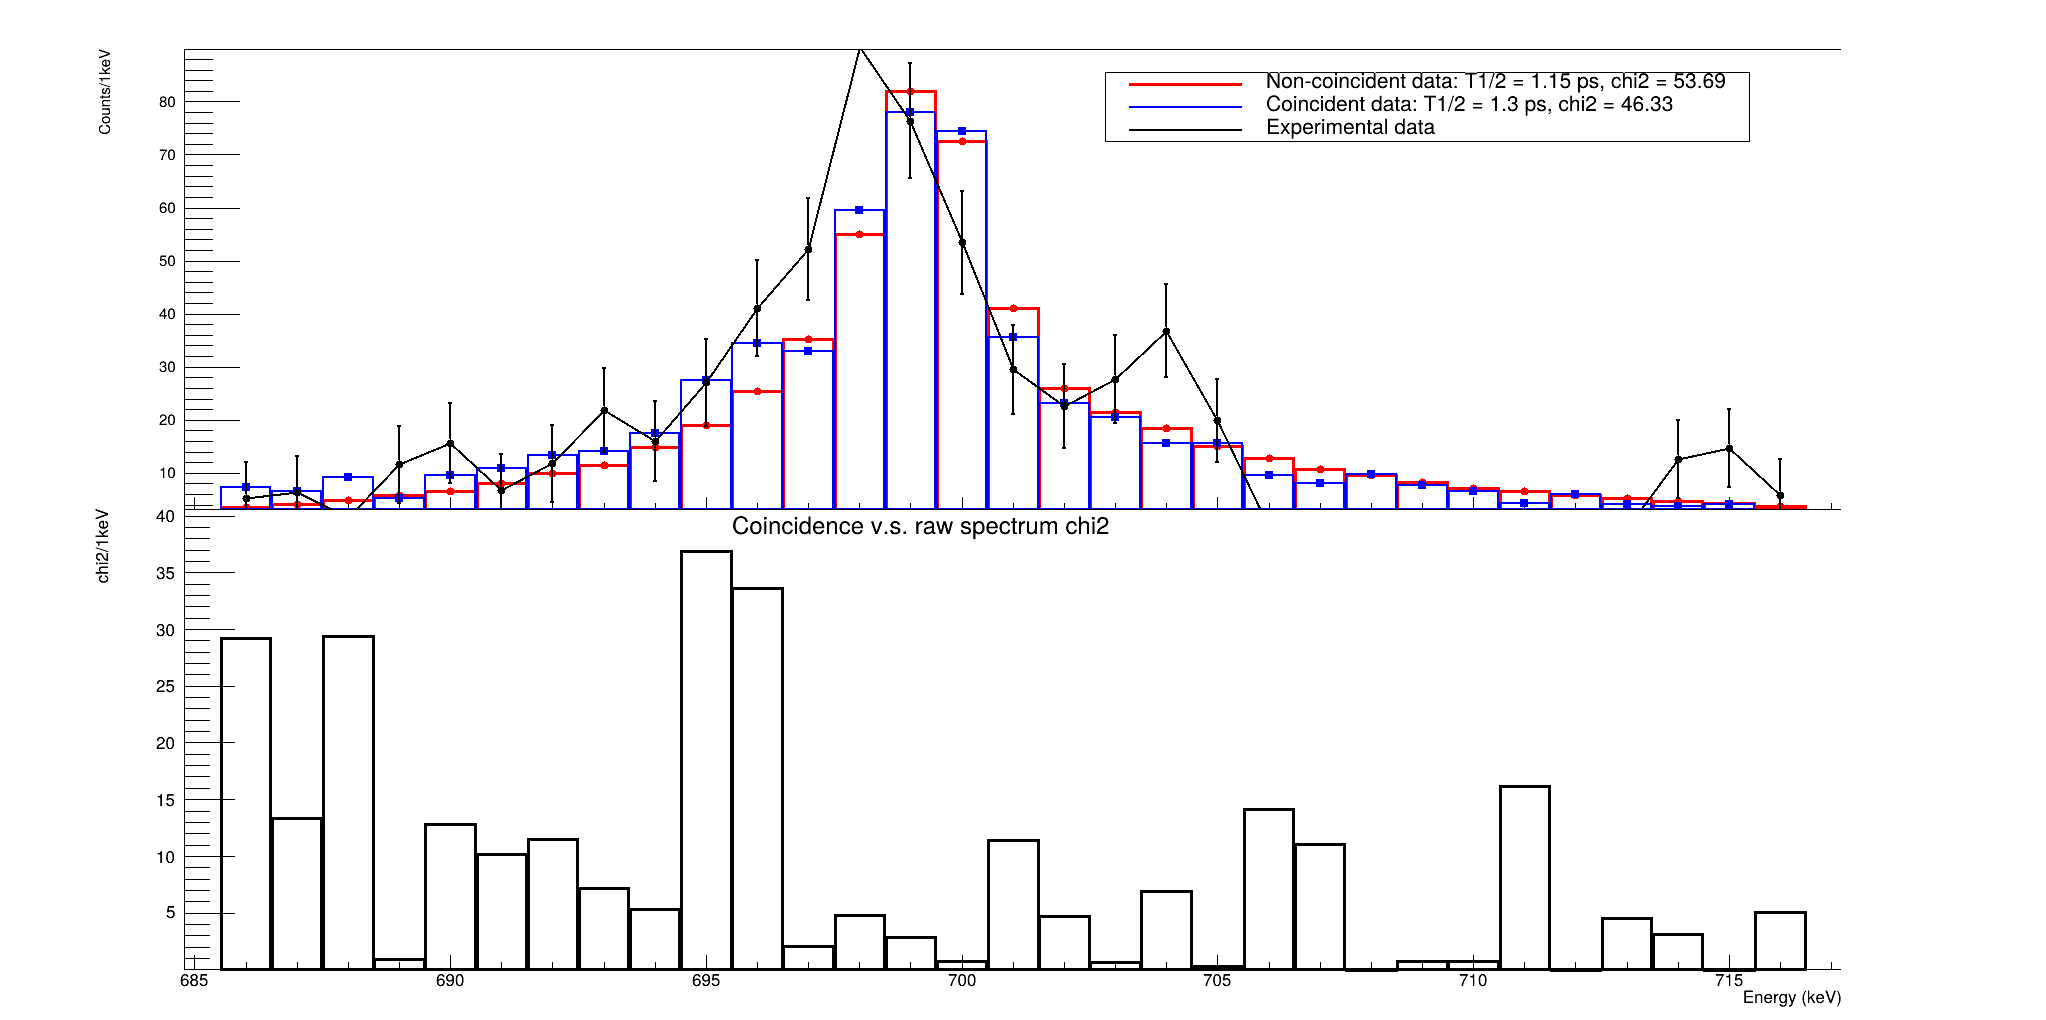 Counts/1keV
80
70
60
50
40
30
20
10
Non-coincident data: T1/2 = 1.15 ps, chi2 = 53.69
Coincident data: T1/2 = 1.3 ps, chi2 = 46.33
Experimental data
Coincidence v.s. raw spectrum chi2
chi2/1keV
40
35
30
25
20
15
10
5
685 690 695 700 705 710 715
Energy (keV)